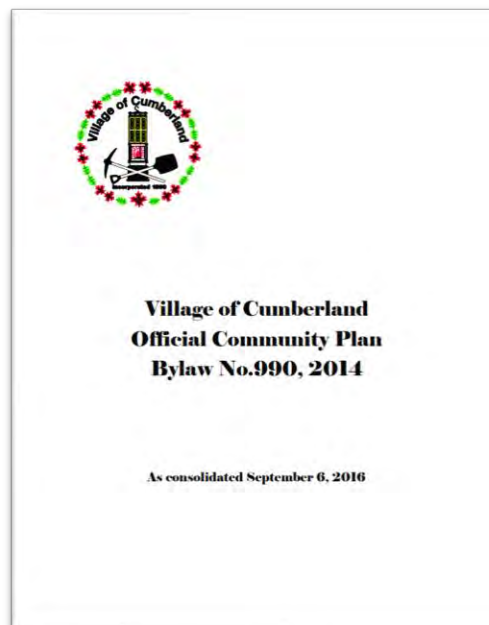 Village of Cumberland
Incorporated 1898
Village of Cumberland
Official Community Plan
Bylaw No.990, 2014
As consolidated September 6, 2016